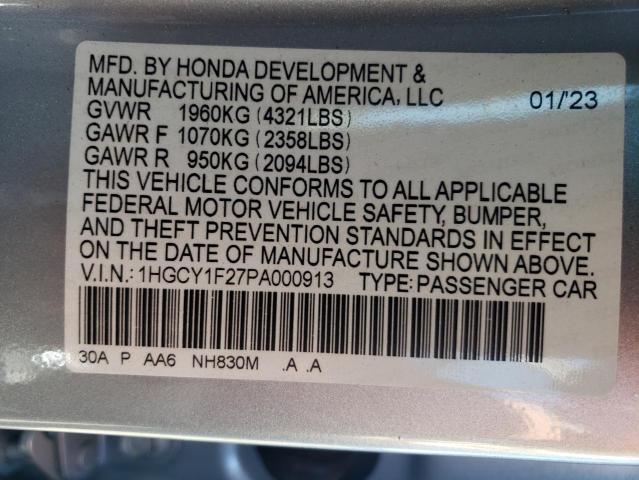 MFD. BY HONDA DEVELOPMENT &
MANUFACTURING OF AMERICA, LLC 01/'23
GVWR 1960KG (4321LBS)
GAWR F 1070KG (2358LBS)
GAWR R 950KG (2094LBS)
THIS VEHICLE CONFORMS TO ALL APPLICABLE
FEDERAL MOTOR VEHICLE SAFETY, BUMPER,
AND THEFT PREVENTION STANDARDS IN EFFECT
ON THE DATE OF MANUFACTURE SHOWN ABOVE.
V.I.N.: 1HGCY1F27PA000913 TYPE: PASSENGER CAR
30A P AA6 NH830M .A .A